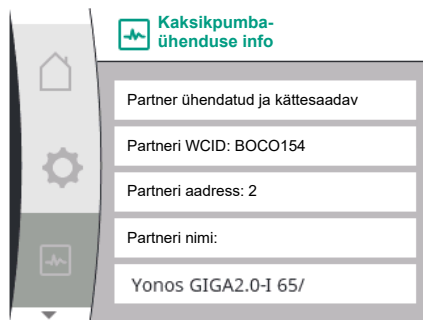 Kaksikpumba-
ühenduse info
Partner ühendatud ja kättesaadav
Partneri WCID: BOCO154
Partneri aadress: 2
Partneri nimi:
Yonos GIGA2.0-I 65/